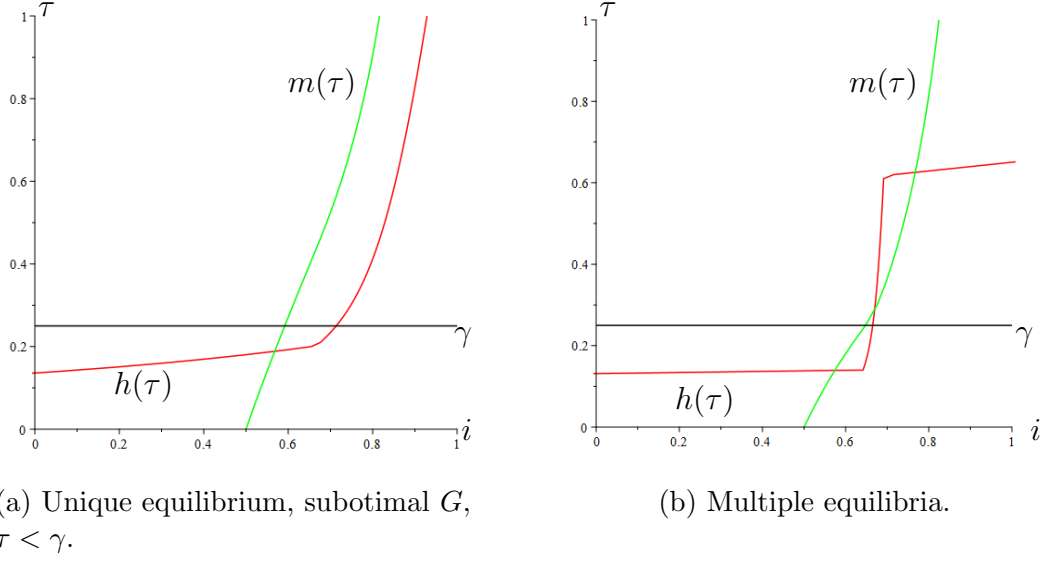 τ
1
0.8
0.6
0.4
0.2
0
0
0.2
0.4
0.6
0.8
1
i
m(τ)
h(τ)
γ
τ
1
0.8
0.6
0.4
0.2
0
0
0.2
0.4
0.6
0.8
1
i
m(τ)
h(τ)
γ
(a) Unique equilibrium, subotimal G,
τ < γ.
(b) Multiple equilibria.